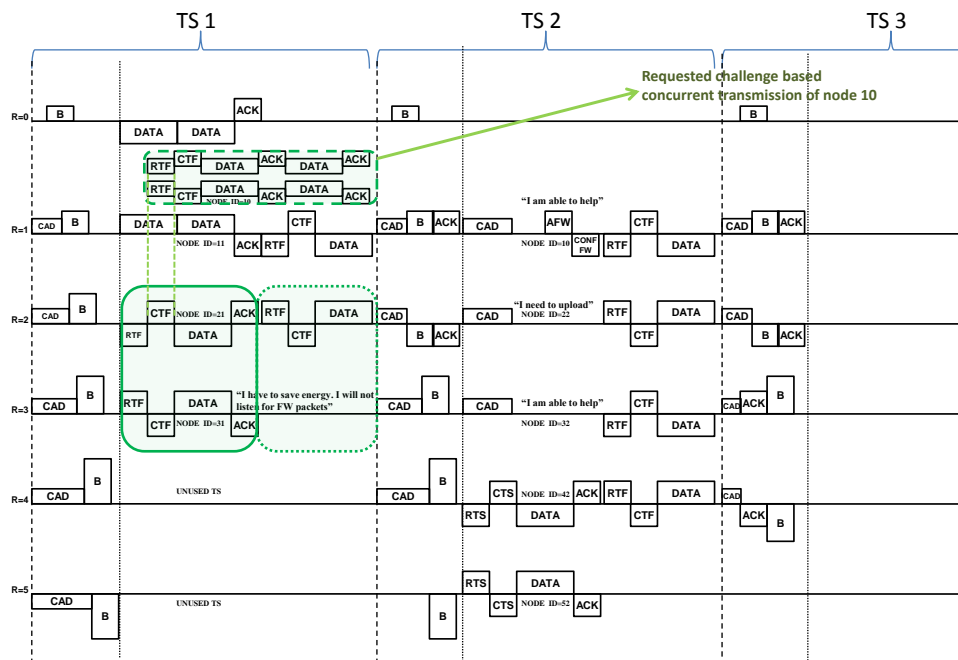 TS 1 TS 2 TS 3
Requested challenge based
concurrent transmission of node 10
R=0 B DATA DATA ACK B B
RTF CTF DATA ACK DATA ACK
RTF CTF DATA ACK DATA ACK
NODE ID=10
"I am able to help"
R=1 CAD B DATA DATA CTF CAD B ACK CAD AFW CTF CAD B ACK
NODE ID=11 ACK RTF DATA NODE ID=10 CONF FW RTF DATA
"I need to upload"
R=2 CAD B CTF NODE ID=21 ACK RTF DATA CAD CAD NODE ID=22 RTF DATA CAD
RTF DATA CTF B ACK CTF B ACK
"I have to save energy. I will not
listen for FW packets"
R=3 CAD B RTF DATA CAD B CAD "I am able to help" CTF CAD ACK B
CTF NODE ID=31 ACK NODE ID=32 RTF DATA
R=4 CAD B UNUSED TS CAD B CTS NODE ID=42 ACK RTF DATA CAD
RTS DATA CTF ACK B
R=5 RTS DATA
CAD B UNUSED TS B CTS NODE ID=52 ACK